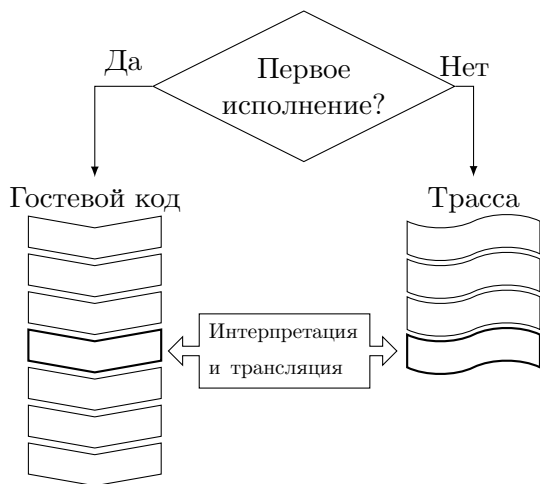 Да
Первое
исполнение?
Нет
Гостевой код
Трасса
Интерпретация
и трансляция